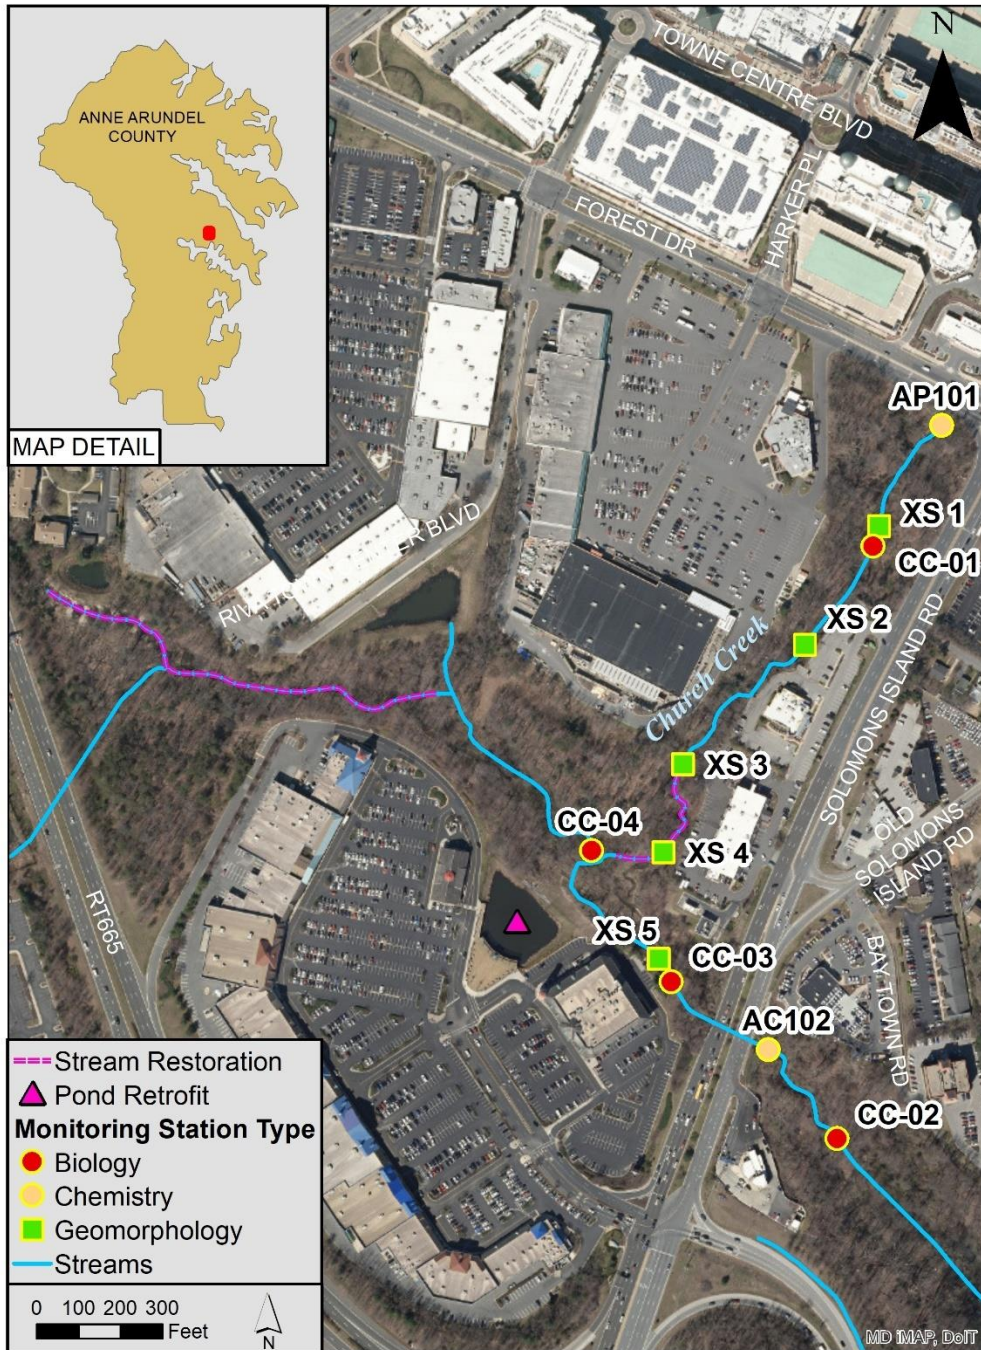 ANNE ARUNDEL
COUNTY
MAP DETAIL
N
TOWNE CENTRE BLVD
HARKER PL
FOREST DR
AP101
XS 1
CC-01
XS 2
SOLOMONS ISLAND RD
Church Creek
XS 3
BLVD
CC-04
XS 4
OLD
SOLOMONS
ISLAND RD
RT665
XS 5
CC-03
BAYTOWN RD
AC102
CC-02
Stream Restoration
Pond Retrofit
Monitoring Station Type
Biology
Chemistry
Geomorphology
Streams
0 100 200 300
Feet
N
MD iMAP, DoIT